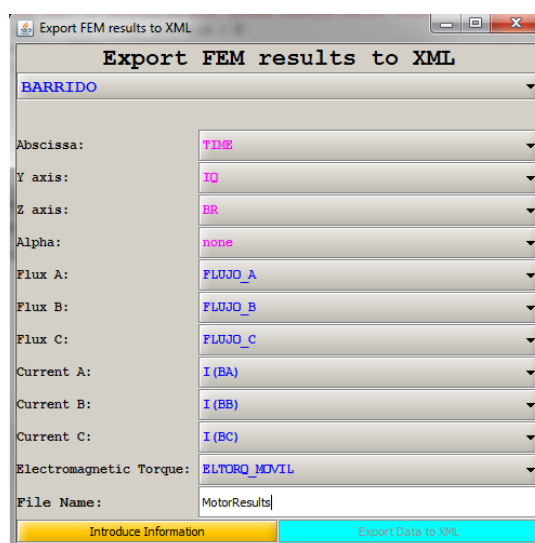 Export FEM results to XML
Export FEM results to XML
BARRIDO
Abscissa: TIME
Y axis: IQ
Z axis: BR
Alpha: none
Flux A: FLUJO_A
Flux B: FLUJO_B
Flux C: FLUJO_C
Current A: I(BA)
Current B: I(BB)
Current C: I(BC)
Electromagnetic Torque: ELTORQ_MOVIL
File Name: MotorResults
Introduce Information Export Data to XML